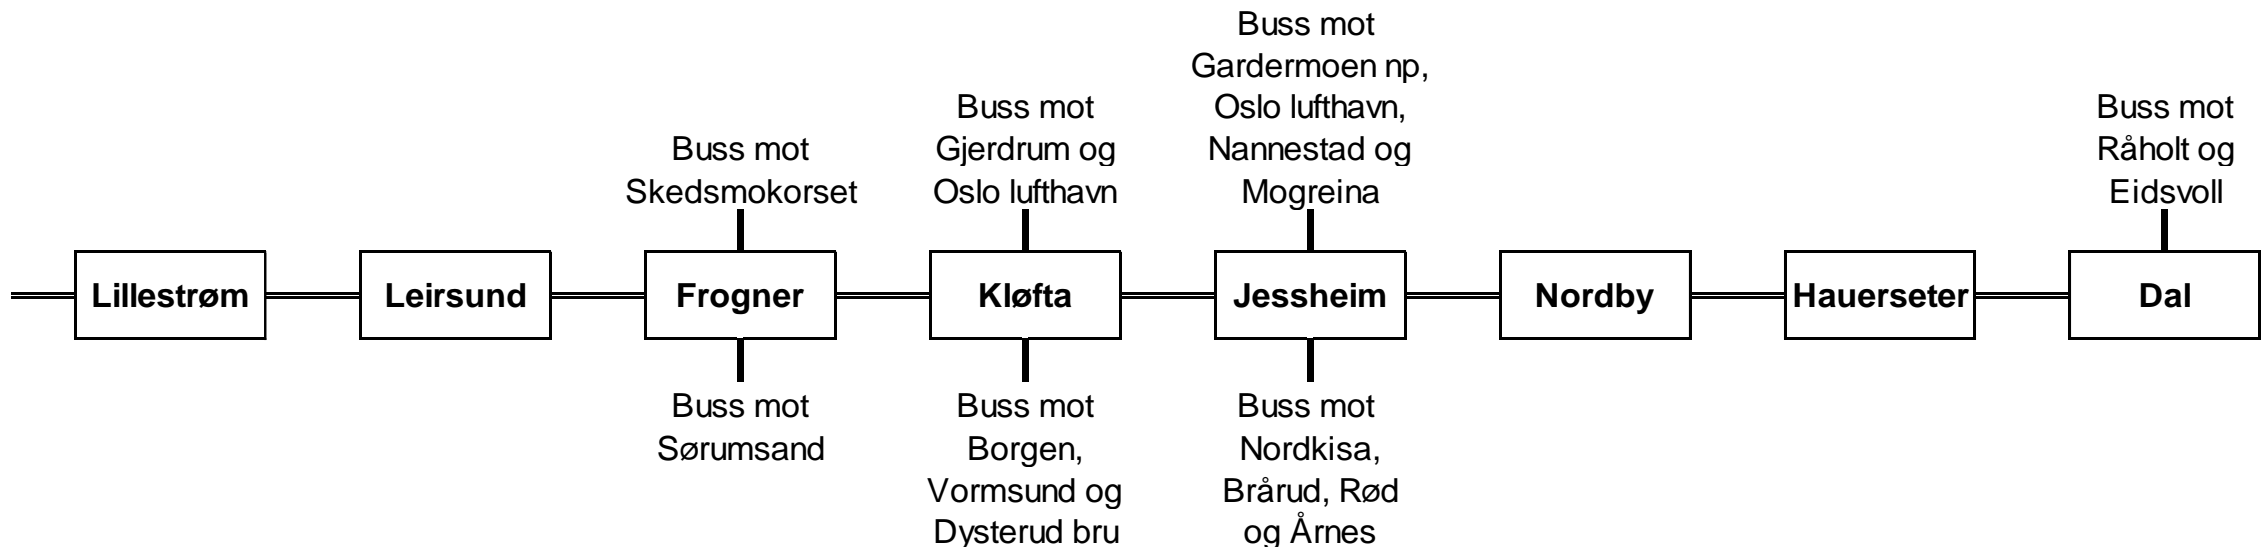 Buss mot
Skedsmokorset
Buss mot
Gjerdrum og
Oslo lufthavn
Buss mot
Gardermoen np,
Oslo lufthavn,
Nannestad og
Mogreina
Buss mot
Råholt og
Eidsvoll
Lillestrøm
Leirsund
Frogner
Kløfta
Jessheim
Nordby
Hauerseter
Dal
Buss mot
Sørumsand
Buss mot
Borgen,
Vormsund og
Dysterud bru
Buss mot
Nordkisa,
Brårud, Rød
og Årnes